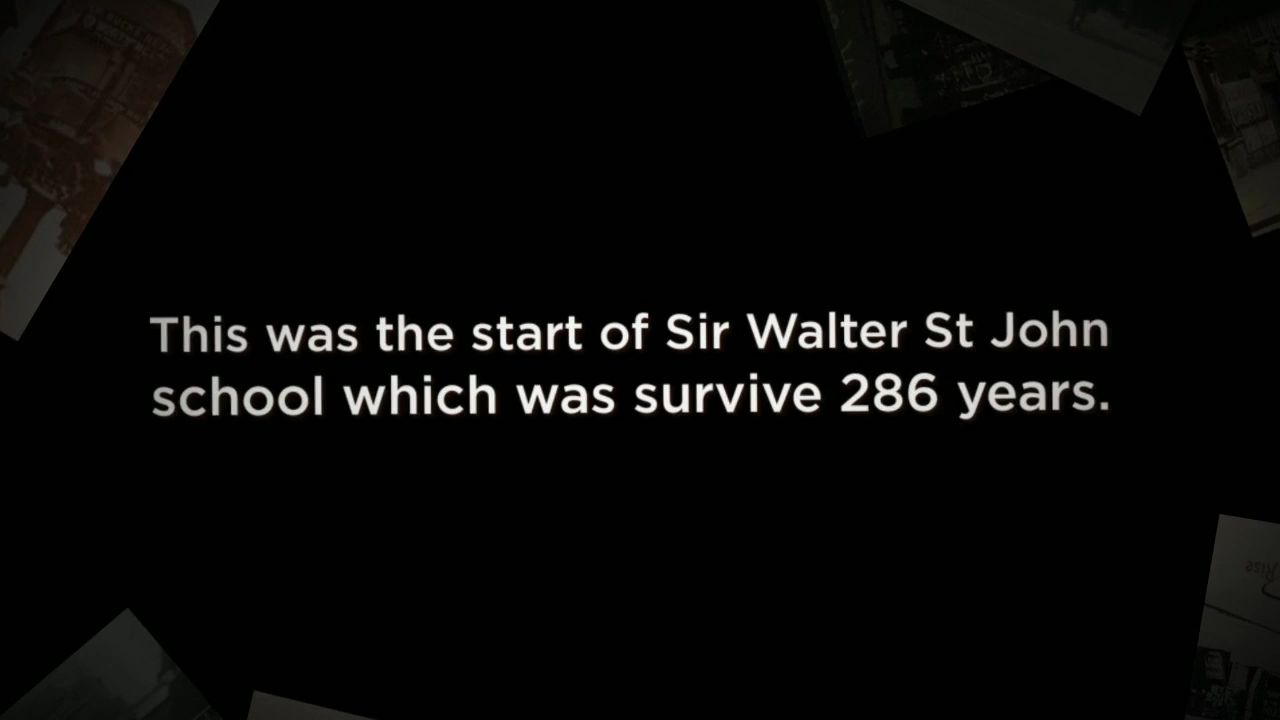 This was the start of Sir Walter St John
school which was survive 286 years.